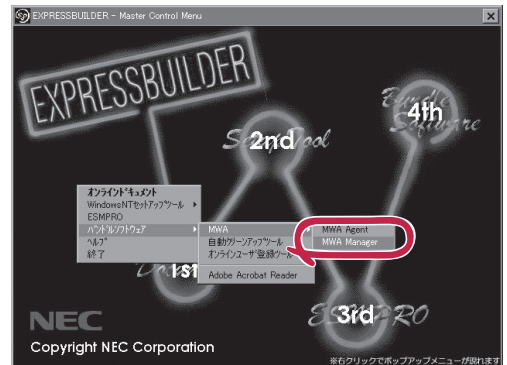 EXPRESSBUILDER - Master Control Menu
EXPRESSBUILDER
Bundle Software
4th
2nd
オンラインドキュメント
WindowsNTセットアップツール
ESMPRO
バンドルソフトウェア
ヘルプ
終了
MWA
自動クリーンアップツール
オンラインユーザ登録ツール
Adobe Acrobat Reader
MWA Agent
MWA Manager
1st
3rd
NEC
Copyright NEC Corporation
※右クリックでポップアップメニューが現れます